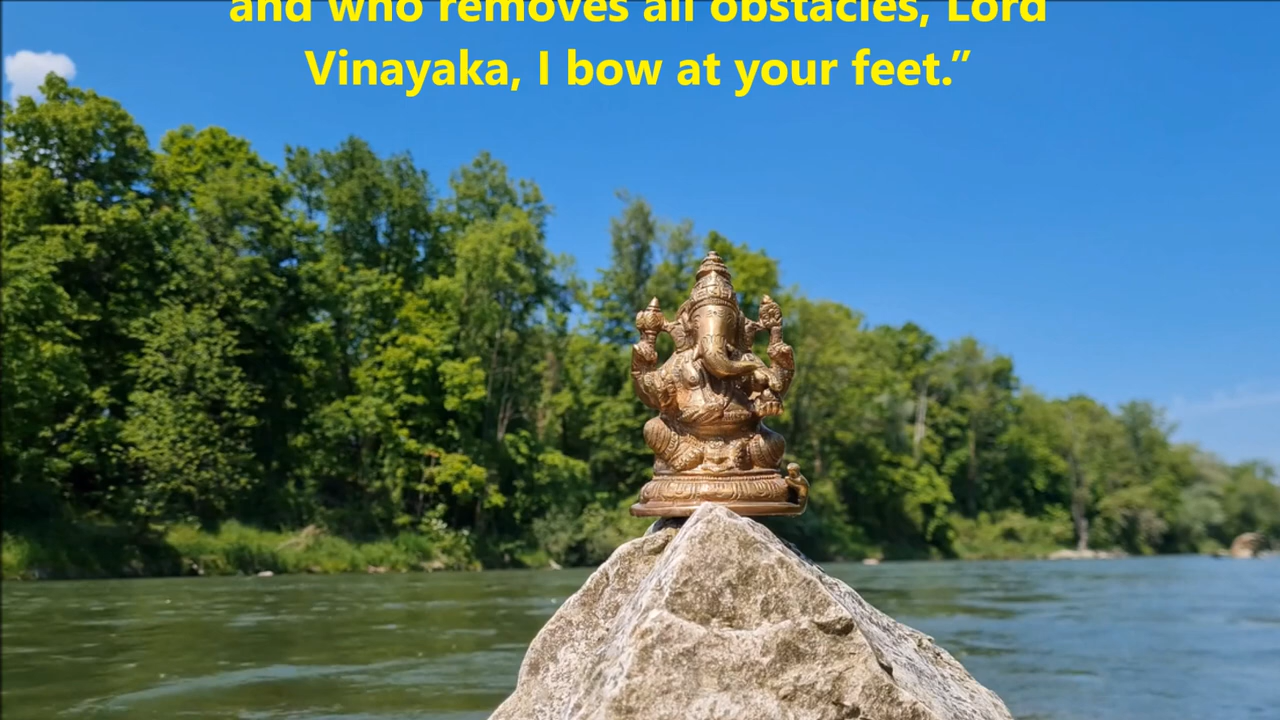 and who removes all obstacles, Lord
Vinayaka, I bow at your feet.”